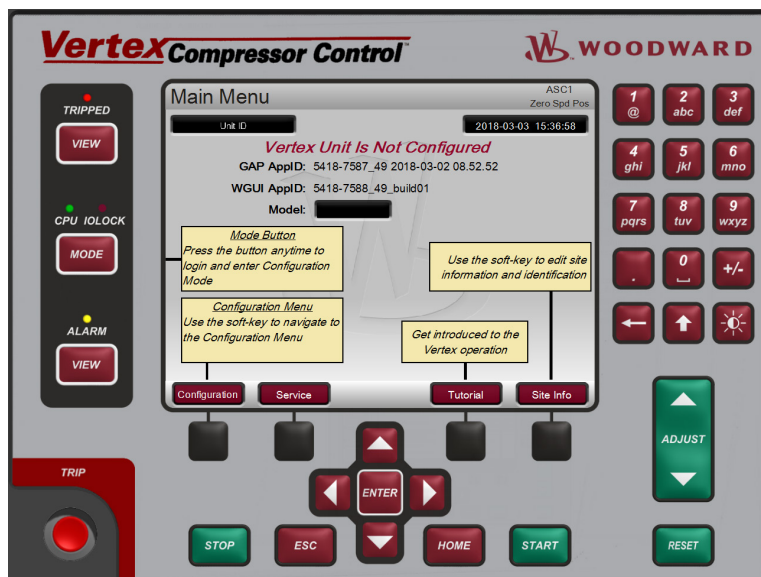 Vertex Compressor Control™
WOODWARD
TRIPPED
VIEW
CPU IOLOCK
MODE
ALARM
VIEW
Main Menu
ASC1
Zero Spd Pos
Unit ID
2018-03-03 15:36:58
Vertex Unit Is Not Configured
GAP AppID: 5418-7587_49 2018-03-02 08.52.52
WGUI AppID: 5418-7588_49_build01
Model:
Mode Button
Press the button anytime to
login and enter Configuration
Mode
Configuration Menu
Use the soft-key to navigate to
the Configuration Menu
Use the soft-key to edit site
information and identification
Get introduced to the
Vertex operation
Configuration
Service
Tutorial
Site Info
1
@
2
abc
3
def
4
ghi
5
jkl
6
mno
7
pqrs
8
tuv
9
wxyz
.
0
+/-
ADJUST
TRIP
ENTER
STOP
ESC
HOME
START
RESET